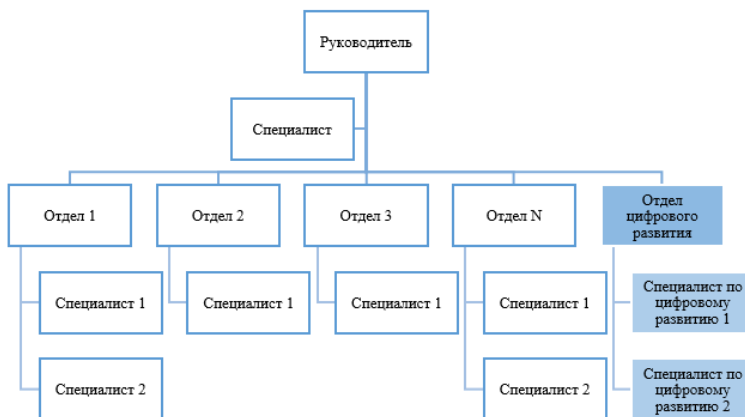 Руководитель
Специалист
Отдел 1
Отдел 2
Отдел 3
Отдел N
Отдел
цифрового
развития
Специалист 1
Специалист 1
Специалист 1
Специалист 1
Специалист по
цифровому
развитию 1
Специалист 2
Специалист 2
Специалист по
цифровому
развитию 2